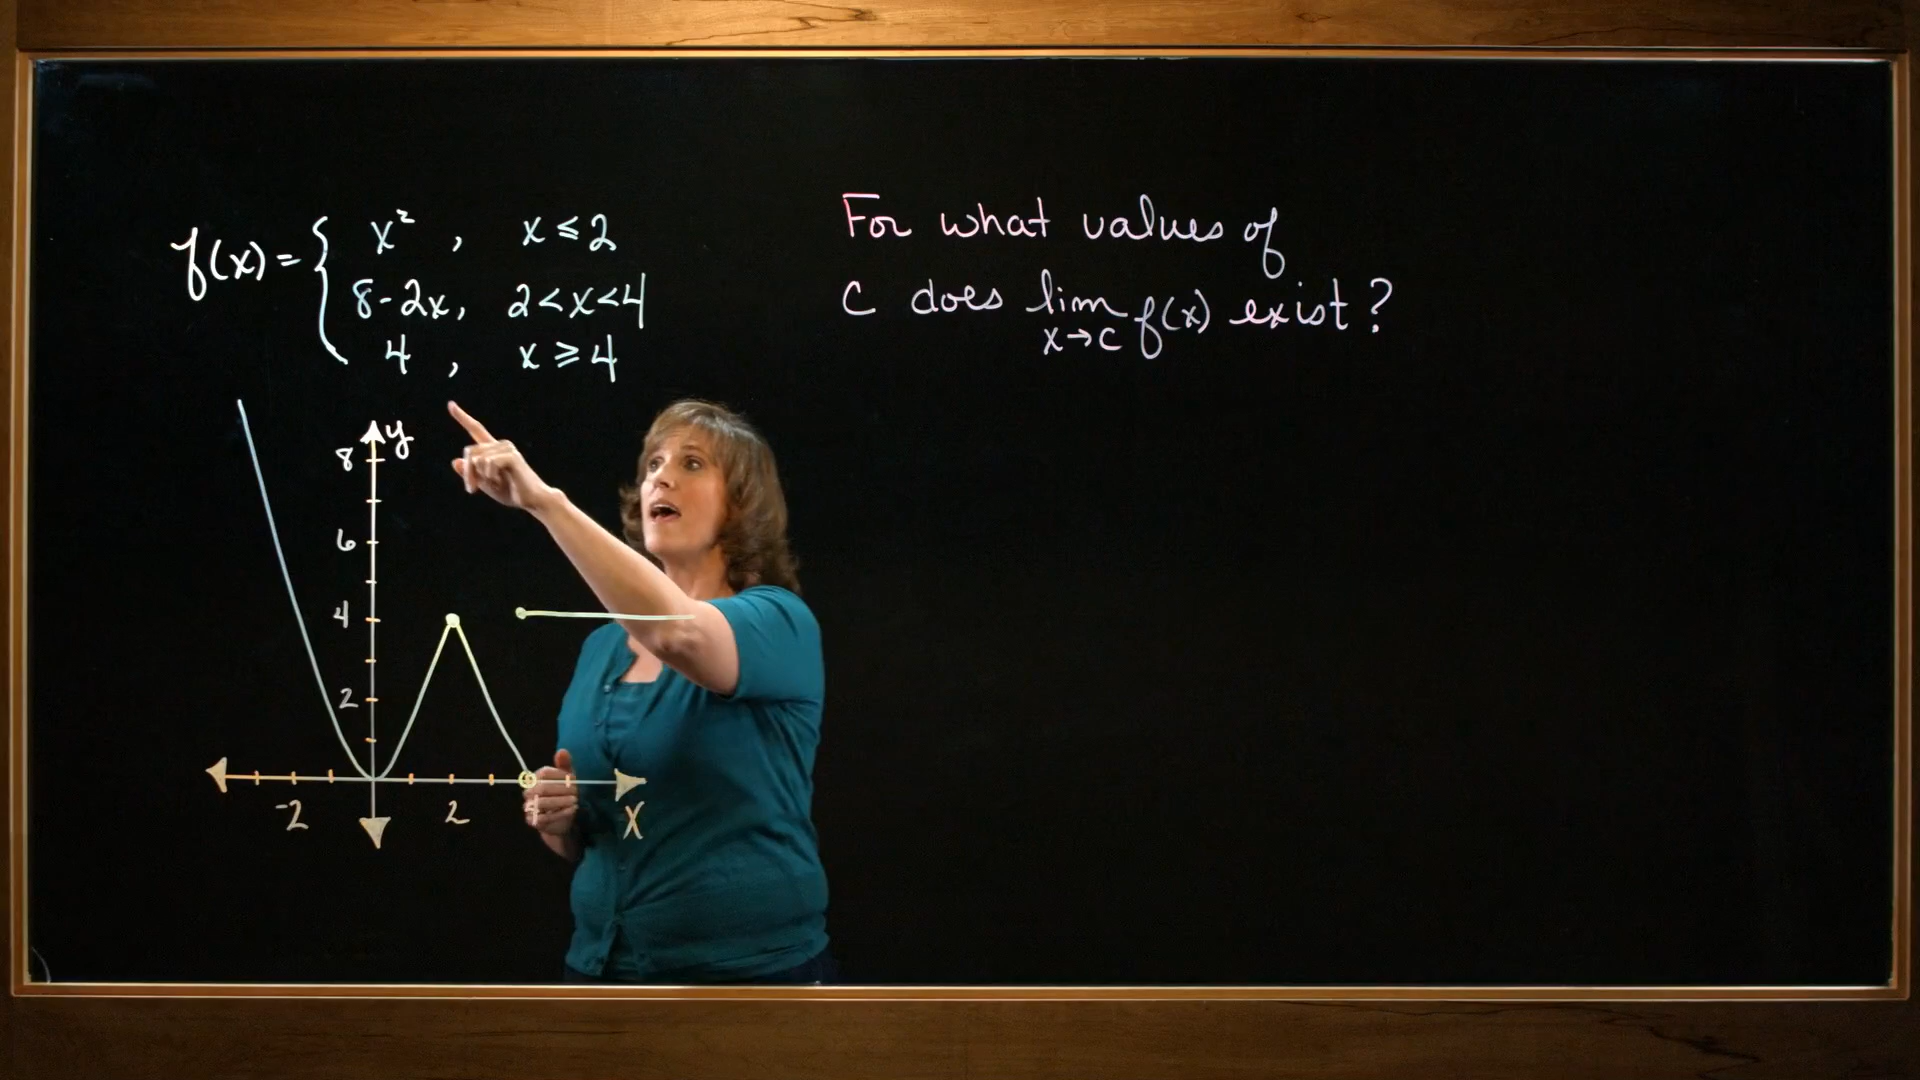 f(x) = { x², x ≤ 2
8-2x, 2 < x < 4
4, x ≥ 4
For what values of
c does lim f(x) exist?
x→c
y
8
6
4
2
-2 2 4 x